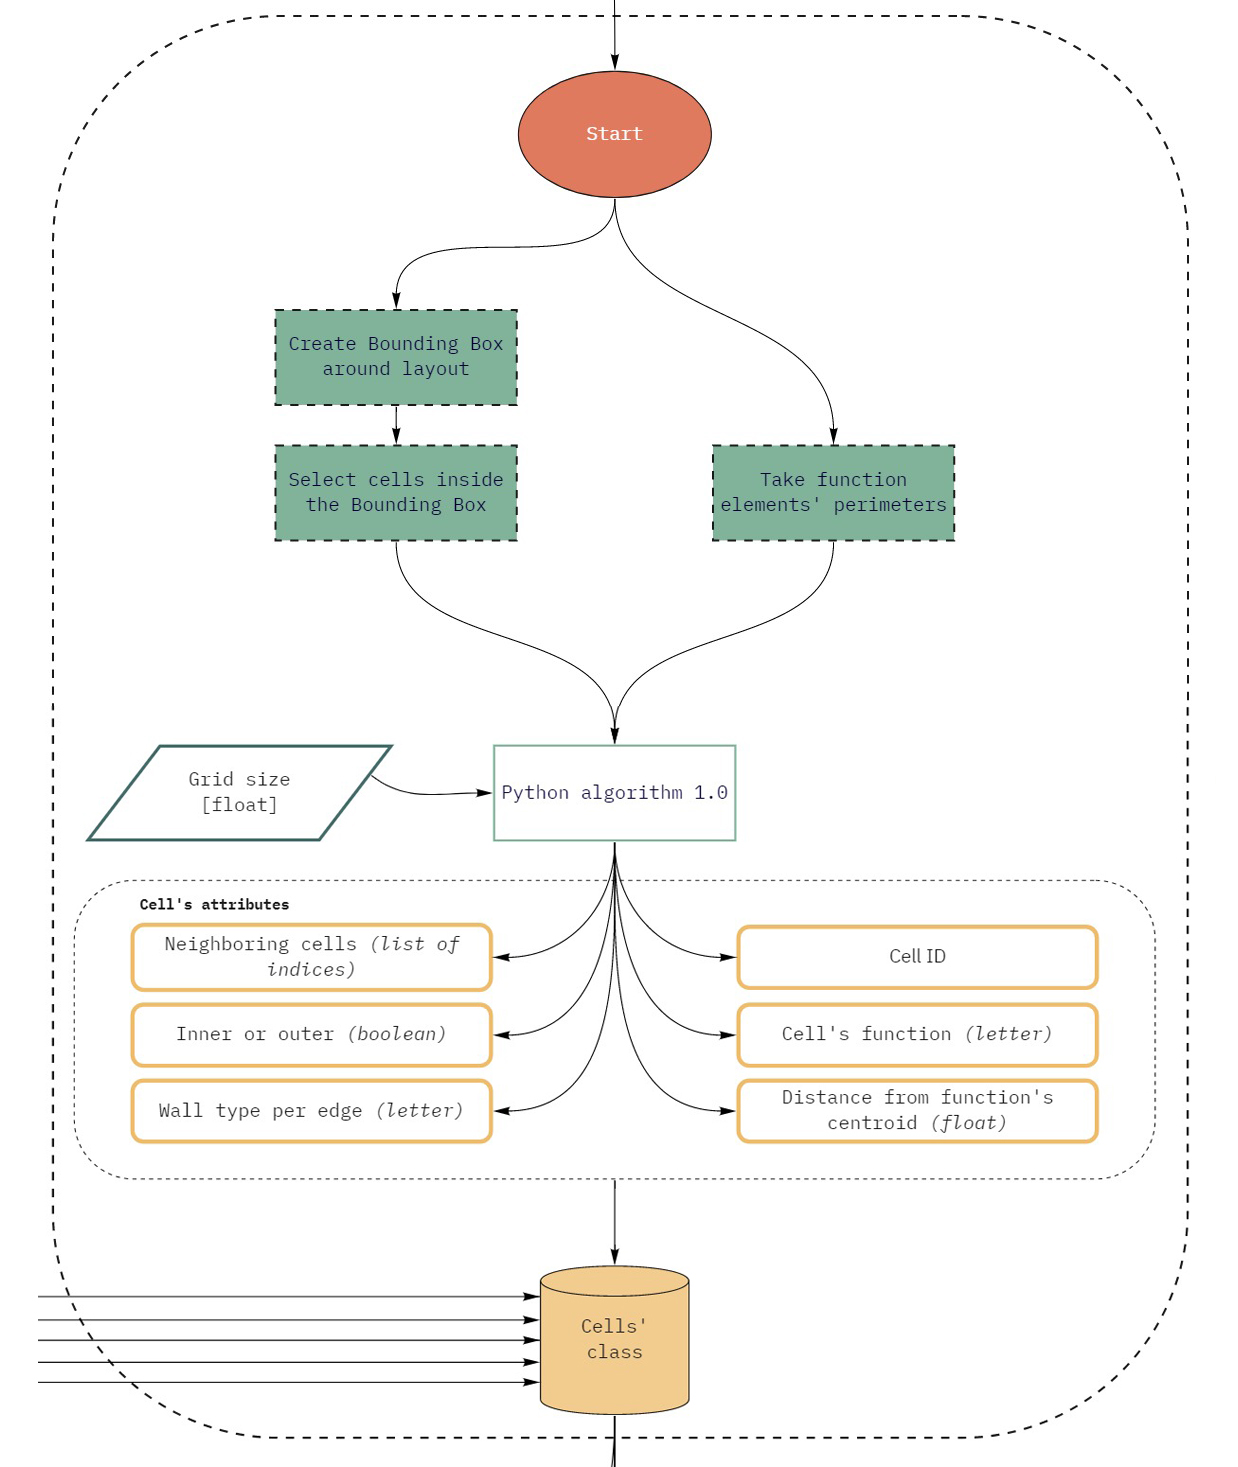 Start
Create Bounding Box
around layout
Select cells inside
the Bounding Box
Take function
elements' perimeters
Grid size
[float]
Python algorithm 1.0
Cell's attributes
Neighboring cells (list of
indices)
Cell ID
Inner or outer (boolean)
Cell's function (letter)
Wall type per edge (letter)
Distance from function's
centroid (float)
Cells'
class